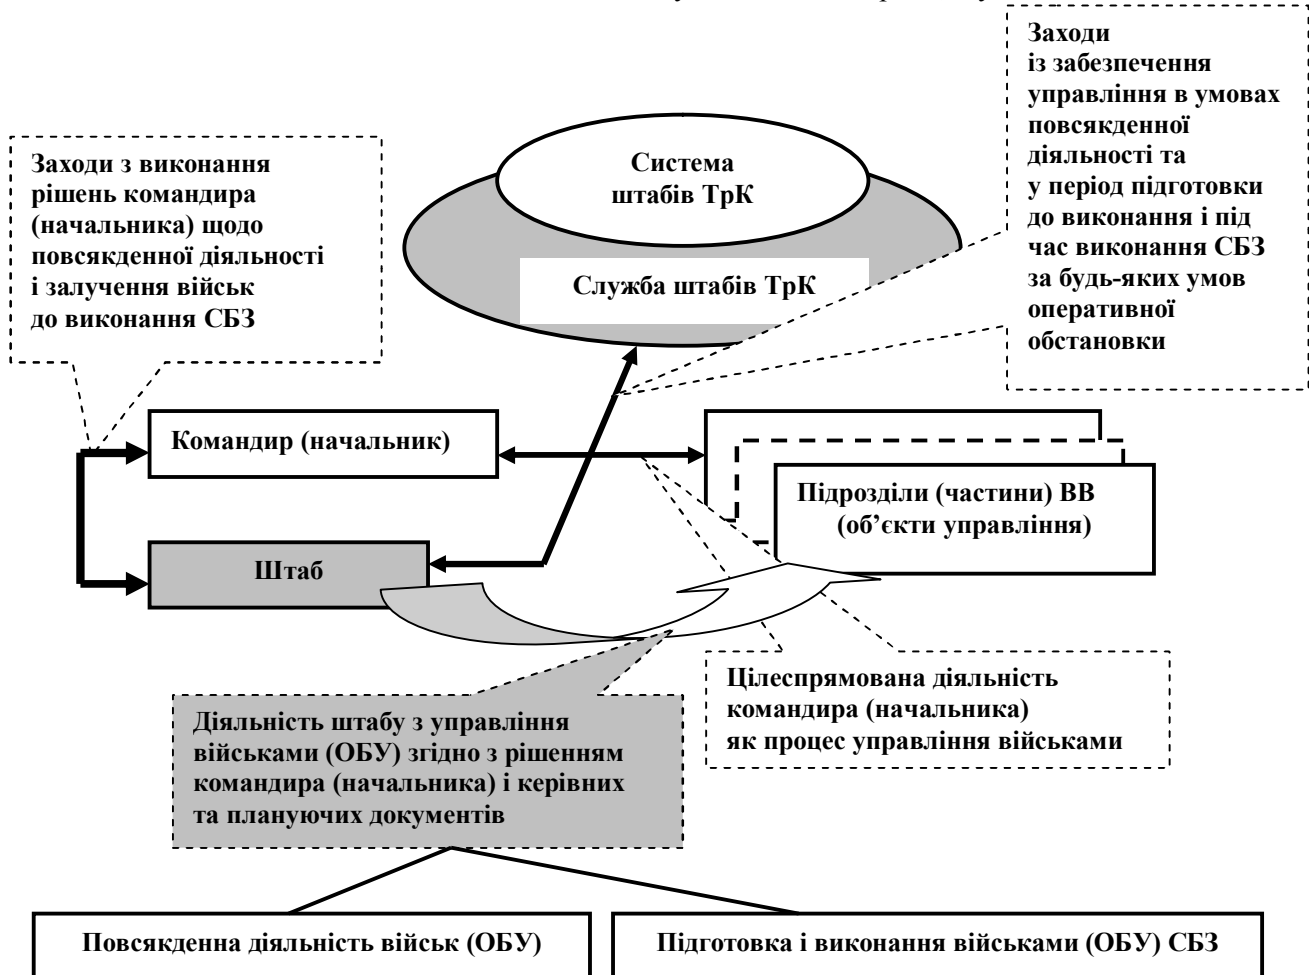 Заходи
із забезпечення
управління в умовах
повсякденної
діяльності та
у період підготовки
до виконання і під
час виконання СБЗ
за будь-яких умов
оперативної
обстановки
Заходи з виконання
рішень командира
(начальника) щодо
повсякденної діяльності
і залучення військ
до виконання СБЗ
Система
штабів ТрК
Служба штабів ТрК
Командир (начальник)
Підрозділи (частини) ВВ
(об’єкти управління)
Штаб
Цілеспрямована діяльність
командира (начальника)
як процес управління військами
Діяльність штабу з управління
військами (ОБУ) згідно з рішенням
командира (начальника) і керівних
та плануючих документів
Повсякденна діяльність військ (ОБУ)
Підготовка і виконання військами (ОБУ) СБЗ